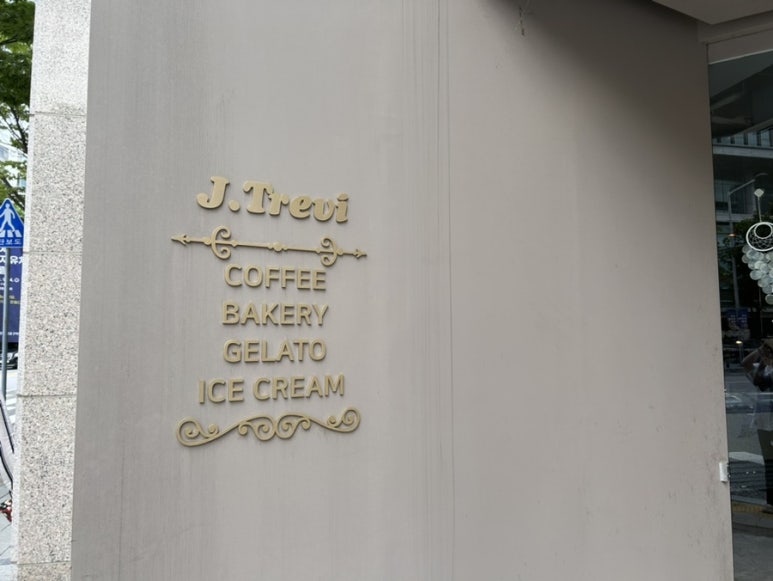 J.Trevi
COFFEE
BAKERY
GELATO
ICE CREAM